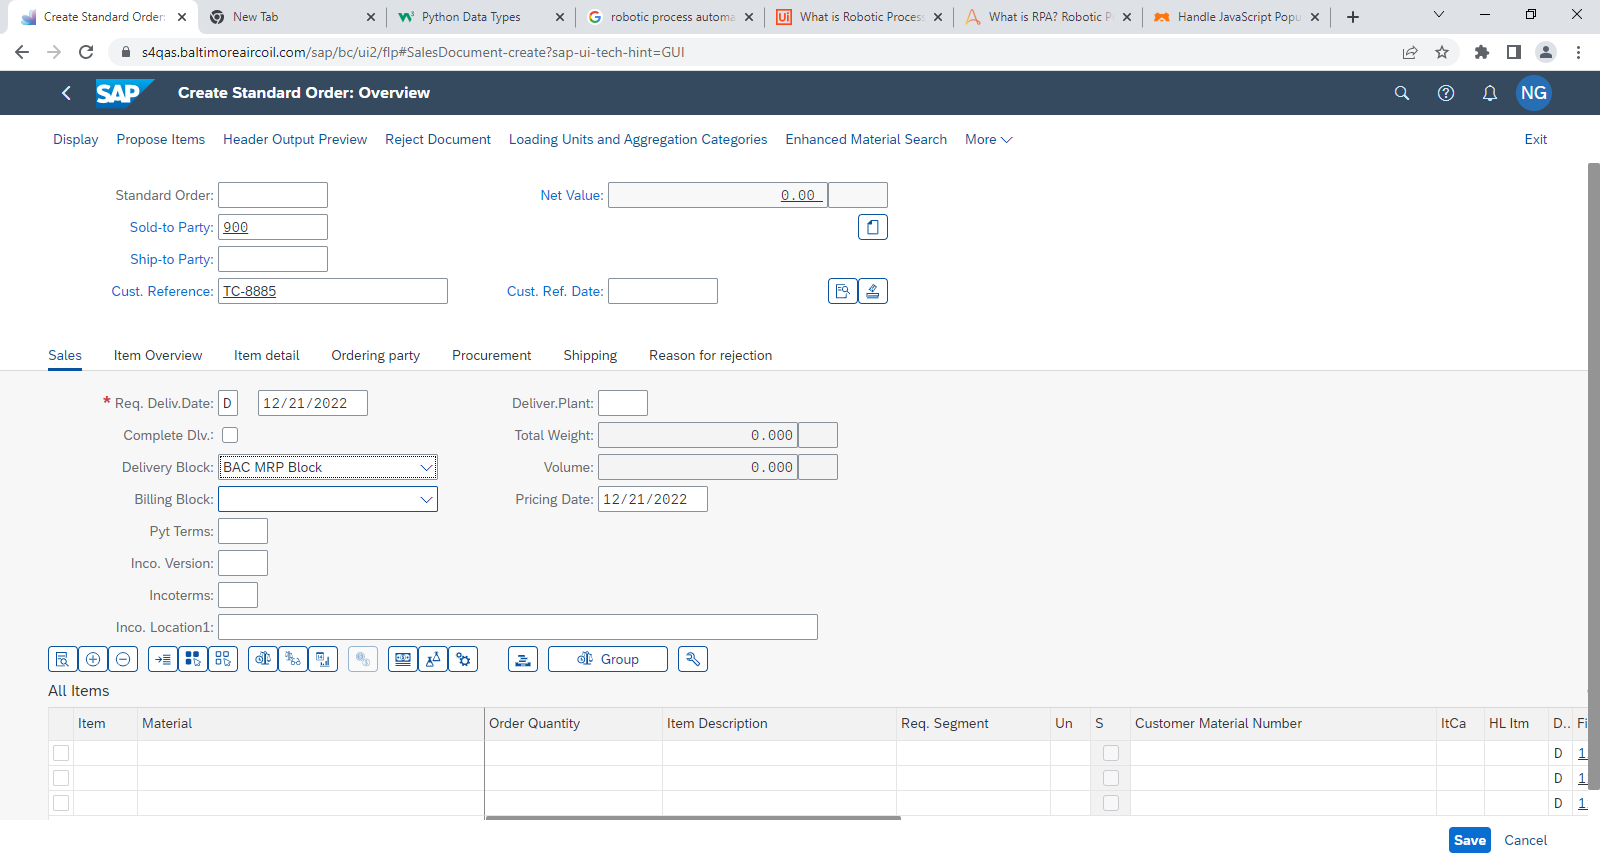 Create Standard Order:
New Tab
Python Data Types
robotic process automa
What is Robotic Process
What is RPA? Robotic P
Handle JavaScript Popu
s4qas.baltimoreaircoil.com/sap/bc/ui2/flp#SalesDocument-create?sap-ui-tech-hint=GUI
SAP Create Standard Order: Overview NG
Display Propose Items Header Output Preview Reject Document Loading Units and Aggregation Categories Enhanced Material Search More Exit
Standard Order: Net Value: 0.00
Sold-to Party: 900
Ship-to Party:
Cust. Reference: TC-8885 Cust. Ref. Date:
Sales Item Overview Item detail Ordering party Procurement Shipping Reason for rejection
* Req. Deliv.Date: D 12/21/2022 Deliver.Plant:
Complete Dlv.: Total Weight: 0.000
Delivery Block: BAC MRP Block Volume: 0.000
Billing Block: Pricing Date: 12/21/2022
Pyt Terms:
Inco. Version:
Incoterms:
Inco. Location1:
Group
All Items
Item Material Order Quantity Item Description Req. Segment Un S Customer Material Number ItCa HL Itm D.. Fi
D 1
D 1
D 1
Save Cancel